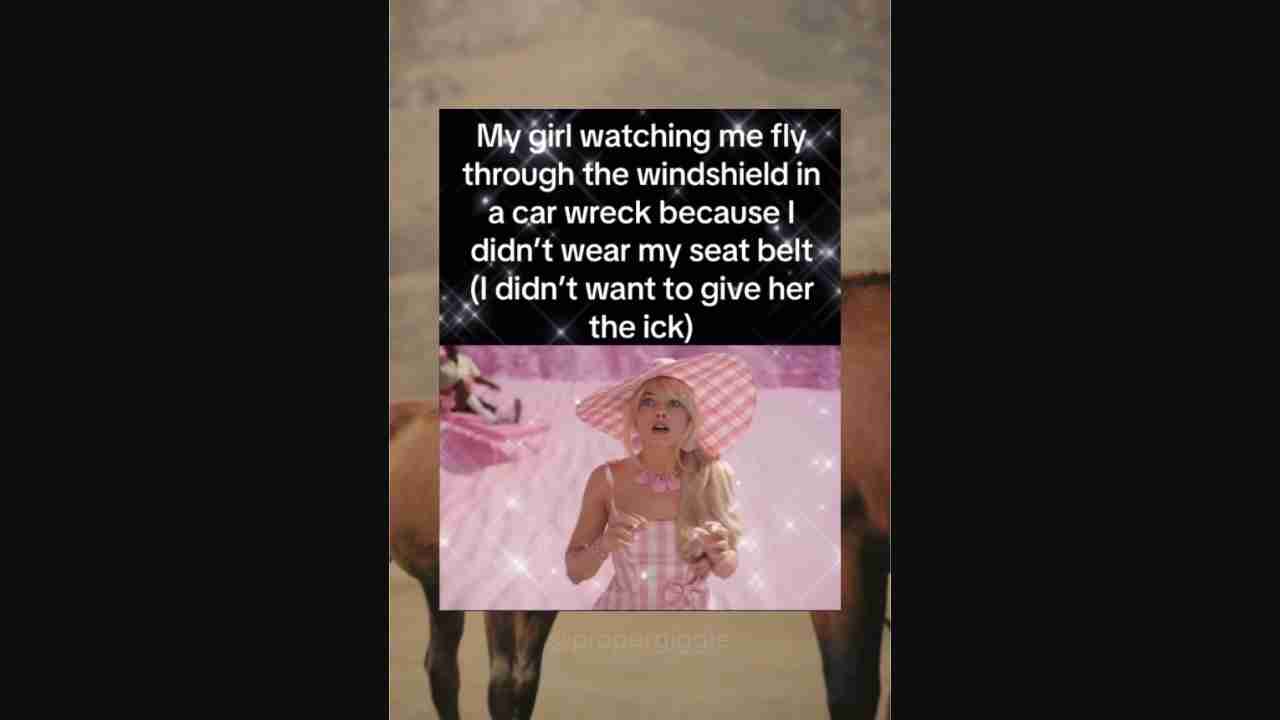 My girl watching me fly
through the windshield in
a car wreck because I
didn't wear my seat belt
(I didn't want to give her
the ick)
@propergiggle